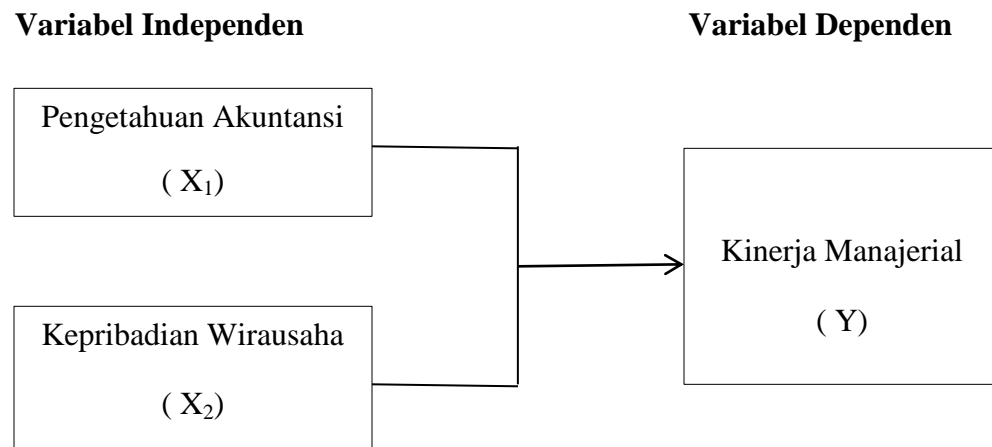 Variabel Independen
Variabel Dependen
Pengetahuan Akuntansi
( X₁)
Kinerja Manajerial
( Y)
Kepribadian Wirausaha
( X₂)